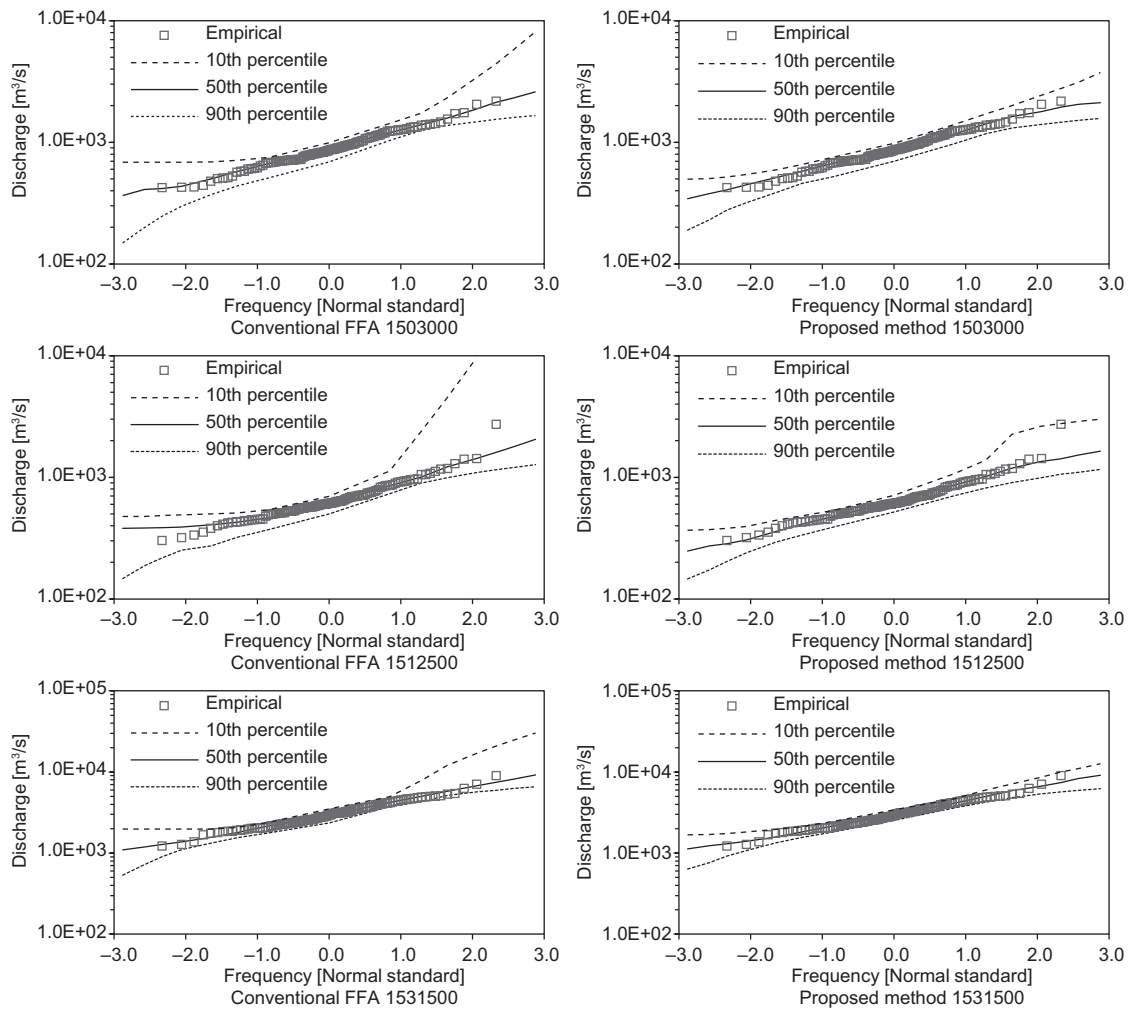 1.0E+04
1.0E+03
1.0E+02
Discharge [m³/s]
Empirical
10th percentile
50th percentile
90th percentile
–3.0 –2.0 –1.0 0.0 1.0 2.0 3.0
Frequency [Normal standard]
Conventional FFA 1503000
1.0E+04
1.0E+03
1.0E+02
Discharge [m³/s]
Empirical
10th percentile
50th percentile
90th percentile
–3.0 –2.0 –1.0 0.0 1.0 2.0 3.0
Frequency [Normal standard]
Proposed method 1503000
1.0E+04
1.0E+03
1.0E+02
Discharge [m³/s]
Empirical
10th percentile
50th percentile
90th percentile
–3.0 –2.0 –1.0 0.0 1.0 2.0 3.0
Frequency [Normal standard]
Conventional FFA 1512500
1.0E+04
1.0E+03
1.0E+02
Discharge [m³/s]
Empirical
10th percentile
50th percentile
90th percentile
–3.0 –2.0 –1.0 0.0 1.0 2.0 3.0
Frequency [Normal standard]
Proposed method 1512500
1.0E+05
1.0E+04
1.0E+03
1.0E+02
Discharge [m³/s]
Empirical
10th percentile
50th percentile
90th percentile
–3.0 –2.0 –1.0 0.0 1.0 2.0 3.0
Frequency [Normal standard]
Conventional FFA 1531500
1.0E+05
1.0E+04
1.0E+03
1.0E+02
Discharge [m³/s]
Empirical
10th percentile
50th percentile
90th percentile
–3.0 –2.0 –1.0 0.0 1.0 2.0 3.0
Frequency [Normal standard]
Proposed method 1531500